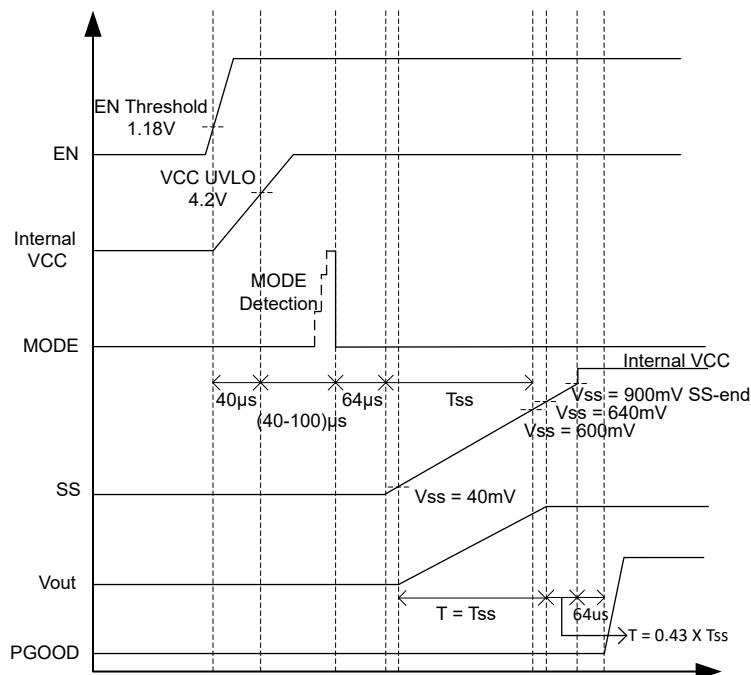 EN Threshold
1.18V
EN
VCC UVLO
4.2V
Internal
VCC
MODE
Detection
MODE
Internal VCC
40µs
(40-100)µs
64µs
Tss
Vss = 900mV SS-end
Vss = 640mV
Vss = 600mV
SS
Vss = 40mV
Vout
T = Tss
64us
T = 0.43 X Tss
PGOOD